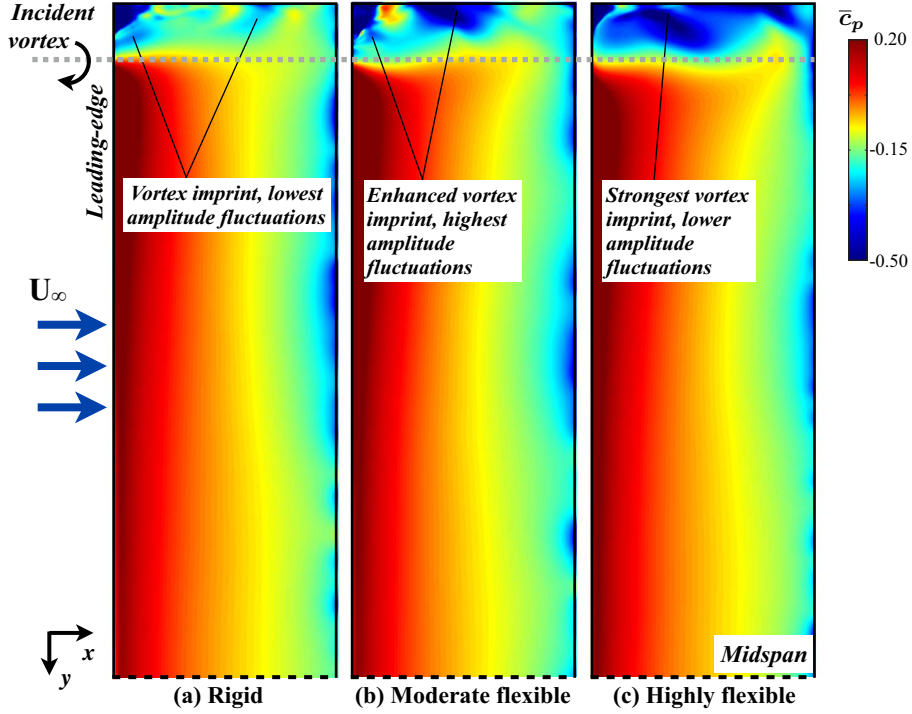 Incident
vortex
Leading-edge
U∞
x
y
Vortex imprint, lowest
amplitude fluctuations
Enhanced vortex
imprint, highest
amplitude
fluctuations
Strongest vortex
imprint, lower
amplitude
fluctuations
Midspan
c̄p
0.20
-0.15
-0.50
(a) Rigid
(b) Moderate flexible
(c) Highly flexible